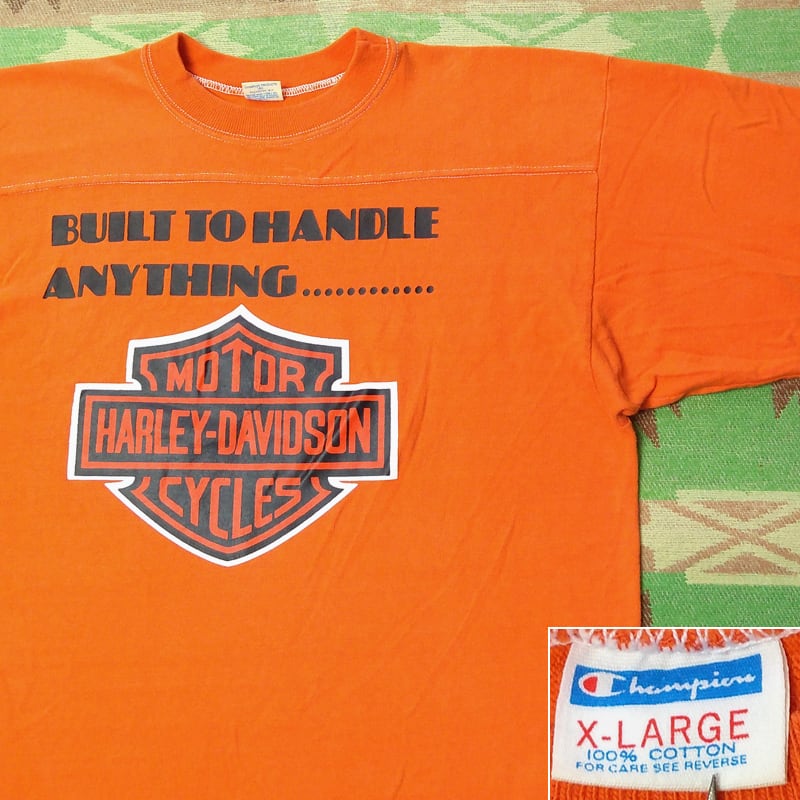 BUILT TO HANDLE
ANYTHING............
MOTOR
HARLEY-DAVIDSON
CYCLES
Champion
X-LARGE
100% COTTON
FOR CARE SEE REVERSE